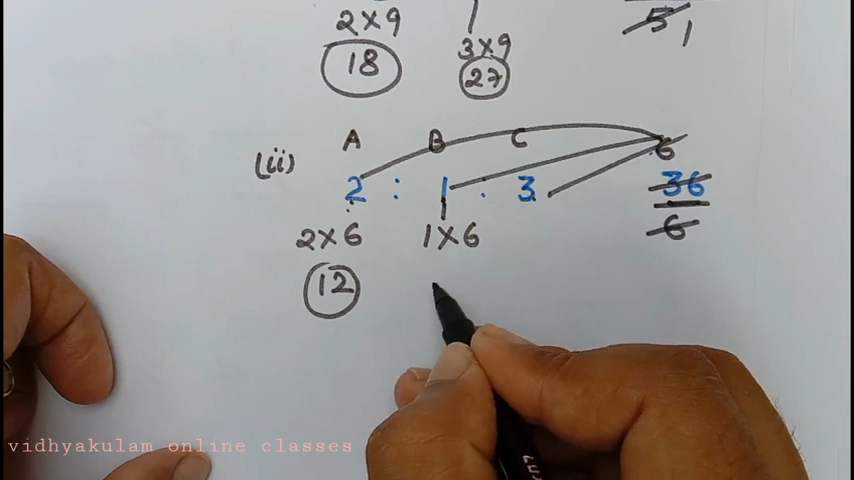 2×9 5 1
18 3×9
27
A B C 6
(ii) 2 : 1 : 3 36
2×6 1×6 6
12
vidhyakulam online classes